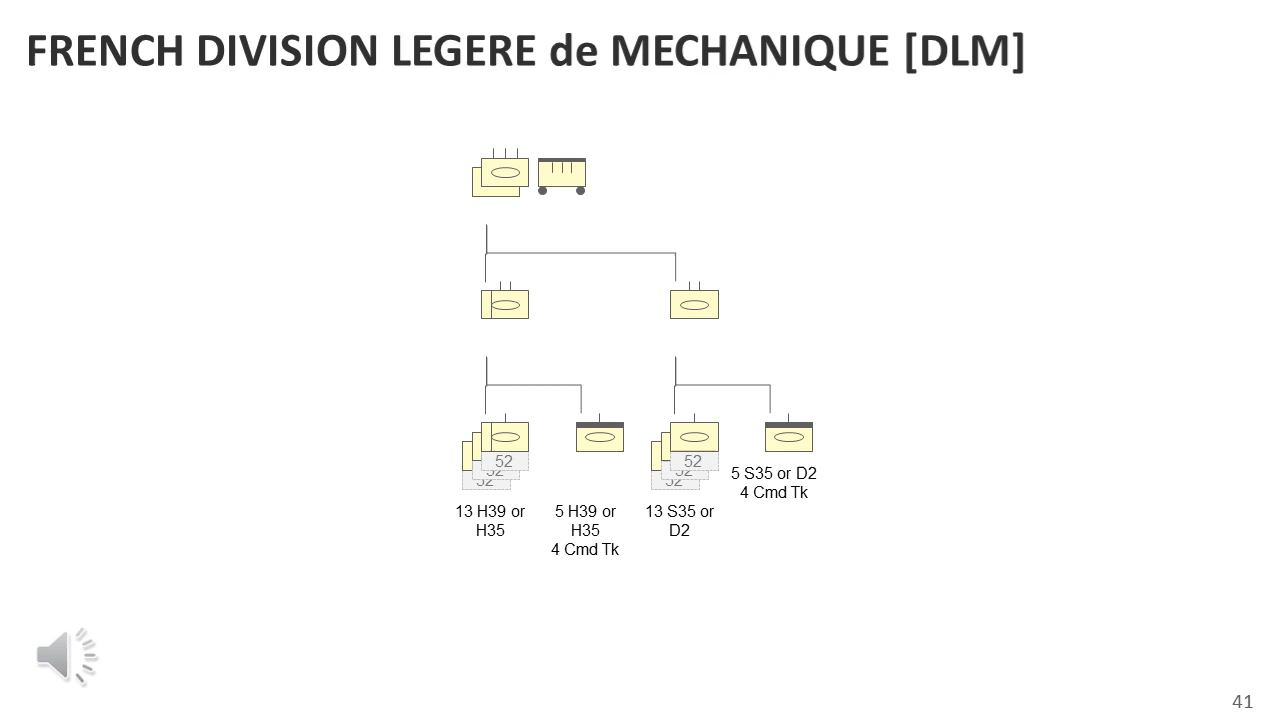 FRENCH DIVISION LEGERE de MECHANIQUE [DLM]
52
52
52
52
52
52
13 H39 or
H35
5 H39 or
H35
4 Cmd Tk
13 S35 or
D2
5 S35 or D2
4 Cmd Tk
41